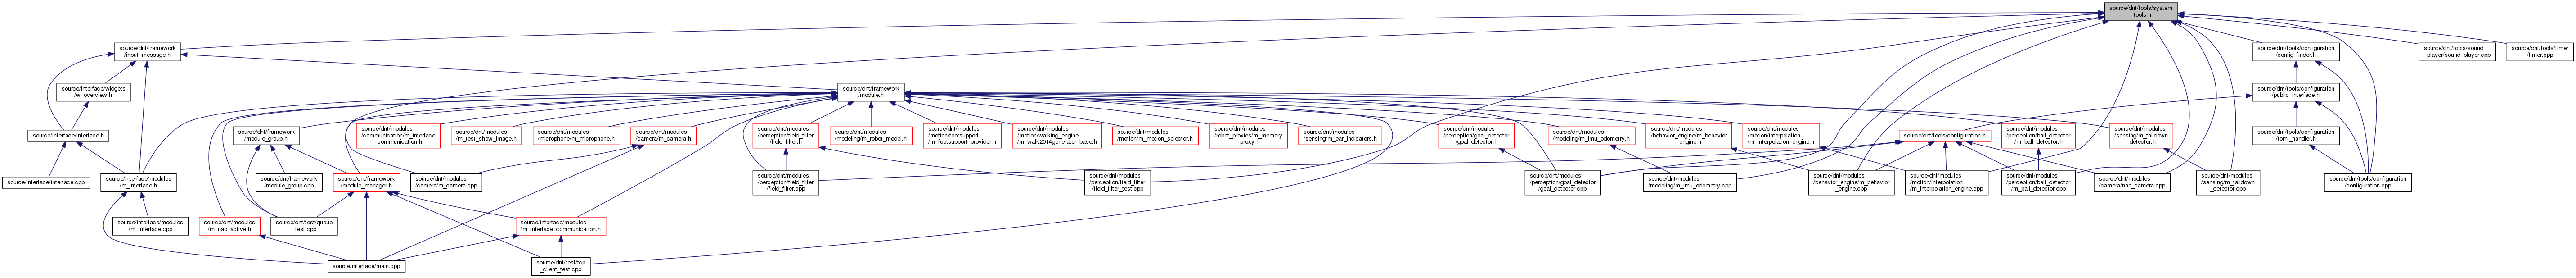 source/dnt/tools/system
_tools.h
source/dnt/framework
/input_message.h
source/dnt/tools/configuration
/config_finder.h
source/dnt/tools/sound
_player/sound_player.cpp
source/dnt/tools/timer
/timer.cpp
source/interface/widgets
/w_overview.h
source/dnt/framework
/module.h
source/dnt/tools/configuration
/public_interface.h
source/interface/interface.h
source/dnt/framework
/module_group.h
source/dnt/modules
/communication/m_interface
_communication.h
source/dnt/modules
/m_test_show_image.h
source/dnt/modules
/microphone/m_microphone.h
source/dnt/modules
/camera/m_camera.h
source/dnt/modules
/perception/field_filter
/field_filter.h
source/dnt/modules
/modeling/m_robot_model.h
source/dnt/modules
/motion/footsupport
/m_footsupport_provider.h
source/dnt/modules
/motion/walking_engine
/m_walk2014generator_base.h
source/dnt/modules
/motion/m_motion_selector.h
source/dnt/modules
/robot_proxies/m_memory
_proxy.h
source/dnt/modules
/sensing/m_ear_indicators.h
source/dnt/modules
/perception/goal_detector
/goal_detector.h
source/dnt/modules
/modeling/m_imu_odometry.h
source/dnt/modules
/behavior_engine/m_behavior
_engine.h
source/dnt/modules
/motion/interpolation
/m_interpolation_engine.h
source/dnt/tools/configuration.h
source/dnt/modules
/perception/ball_detector
/m_ball_detector.h
source/dnt/modules
/sensing/m_falldown
_detector.h
source/dnt/tools/configuration
/toml_handler.h
source/interface/interface.cpp
source/interface/modules
/m_interface.h
source/dnt/framework
/module_group.cpp
source/dnt/framework
/module_manager.h
source/dnt/modules
/camera/m_camera.cpp
source/dnt/modules
/perception/field_filter
/field_filter.cpp
source/dnt/modules
/perception/field_filter
/field_filter_test.cpp
source/dnt/modules
/perception/goal_detector
/goal_detector.cpp
source/dnt/modules
/modeling/m_imu_odometry.cpp
source/dnt/modules
/behavior_engine/m_behavior
_engine.cpp
source/dnt/modules
/motion/interpolation
/m_interpolation_engine.cpp
source/dnt/modules
/perception/ball_detector
/m_ball_detector.cpp
source/dnt/modules
/camera/nao_camera.cpp
source/dnt/modules
/sensing/m_falldown
_detector.cpp
source/dnt/tools/configuration
/configuration.cpp
source/interface/modules
/m_interface.cpp
source/dnt/modules
/m_nao_active.h
source/dnt/test/queue
_test.cpp
source/interface/modules
/m_interface_communication.h
source/interface/main.cpp
source/dnt/test/tcp
_client_test.cpp